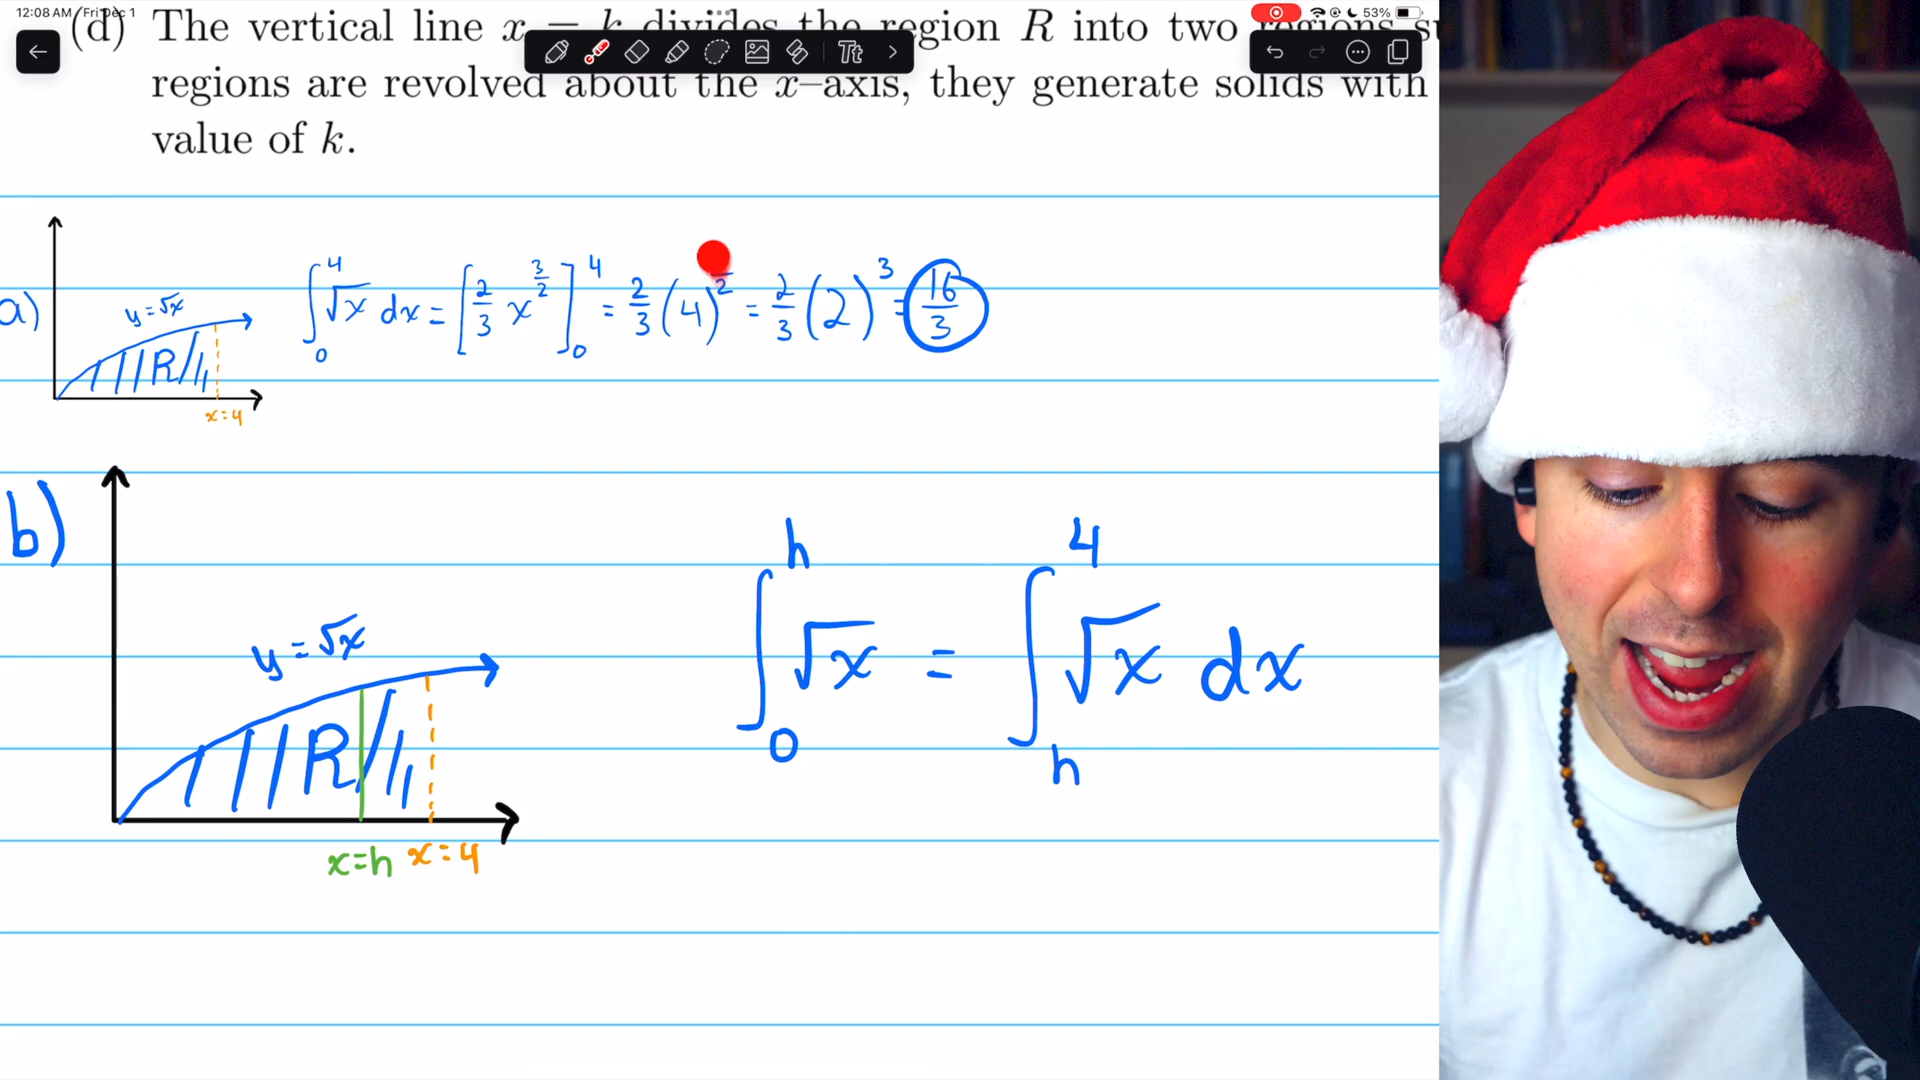 12:08 AM Fri Dec 1
53%
(d) The vertical line x = k divides the region R into two regions
Tt
regions are revolved about the x–axis, they generate solids with
value of k.
a) y=√x R x=4
∫₀⁴ √x dx = [2/3 x^(3/2)]₀⁴ = 2/3 (4) = 2/3 (2)³ = 16/3
b)
y=√x
R
x=h x=4
∫₀ʰ √x = ∫ₕ⁴ √x dx